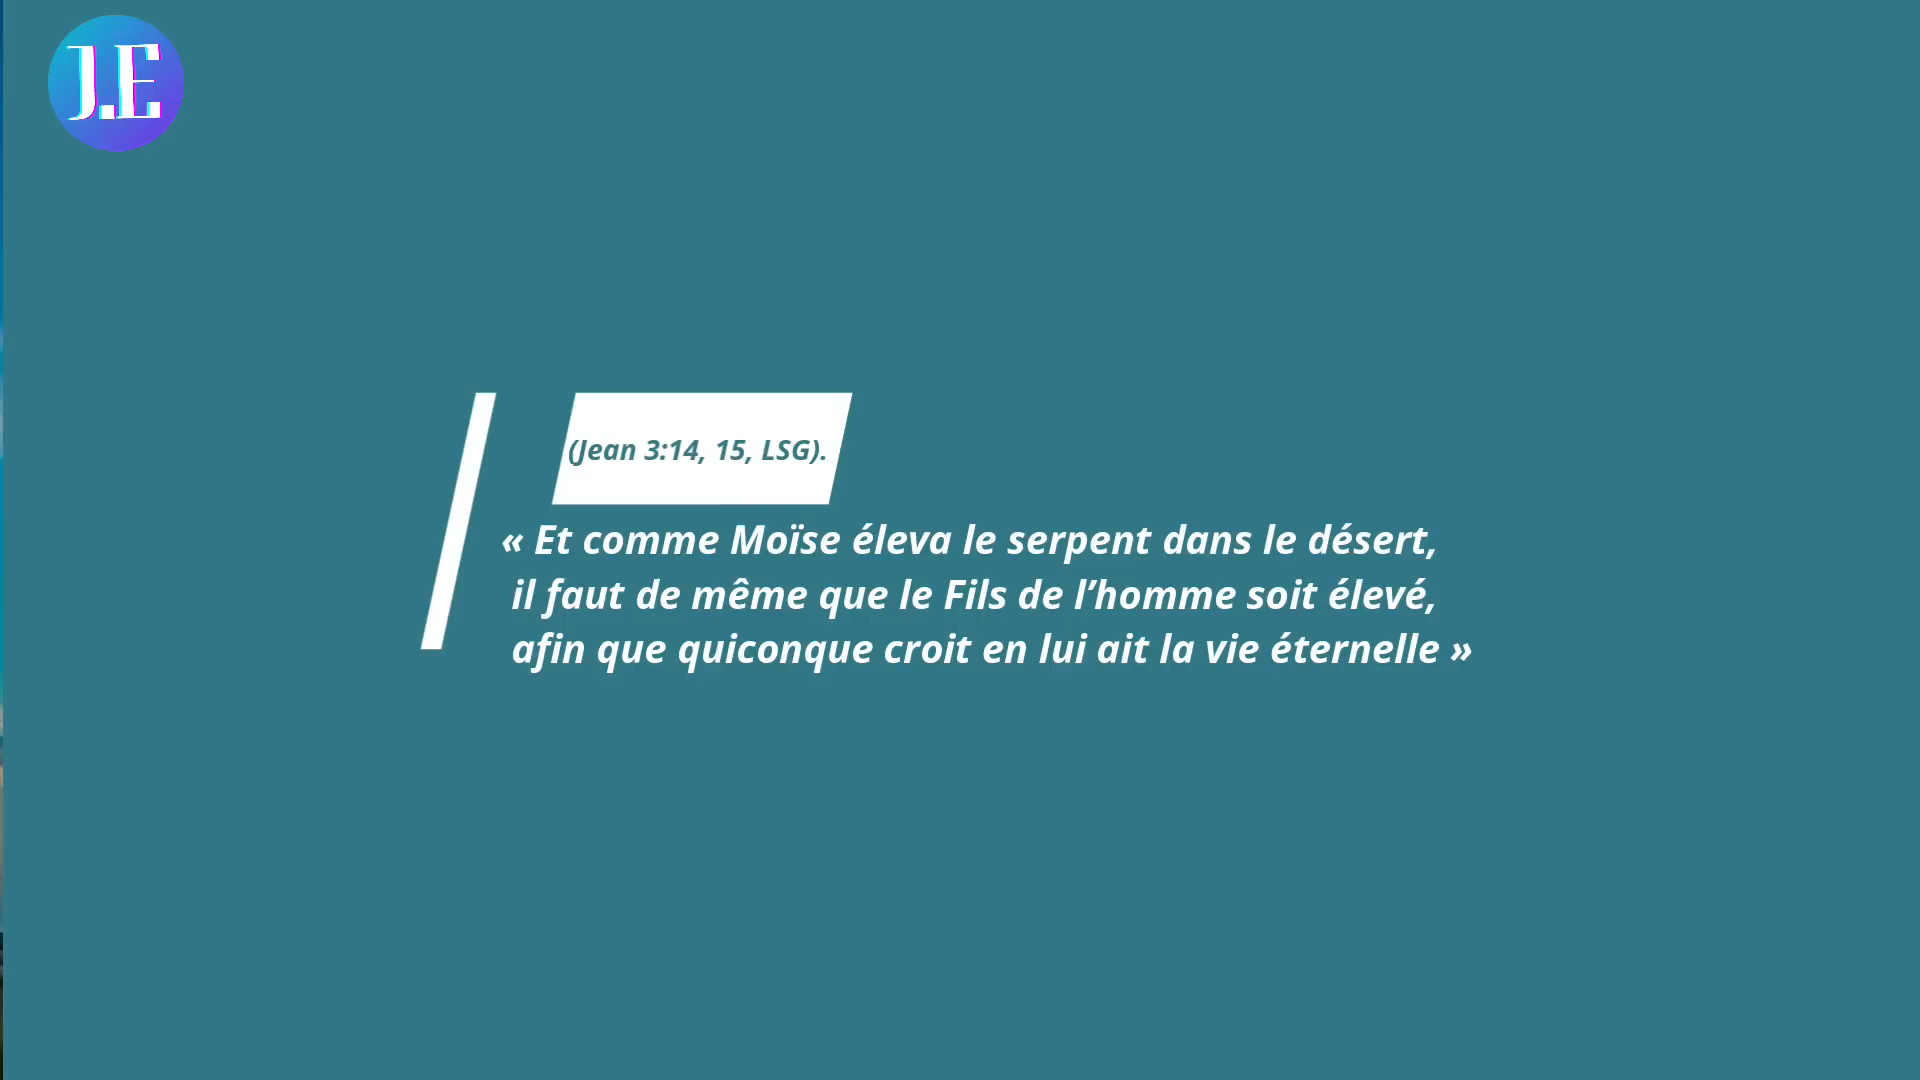 J.E
(Jean 3:14, 15, LSG).
« Et comme Moïse éleva le serpent dans le désert,
il faut de même que le Fils de l’homme soit élevé,
afin que quiconque croit en lui ait la vie éternelle »